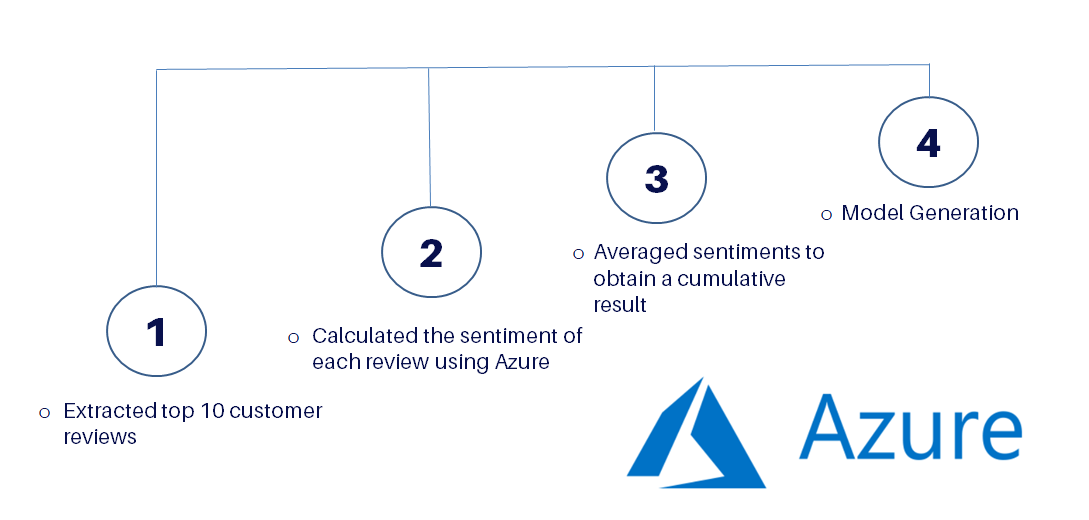 1
Extracted top 10 customer
reviews
2
Calculated the sentiment of
each review using Azure
3
Averaged sentiments to
obtain a cumulative
result
4
Model Generation
Azure